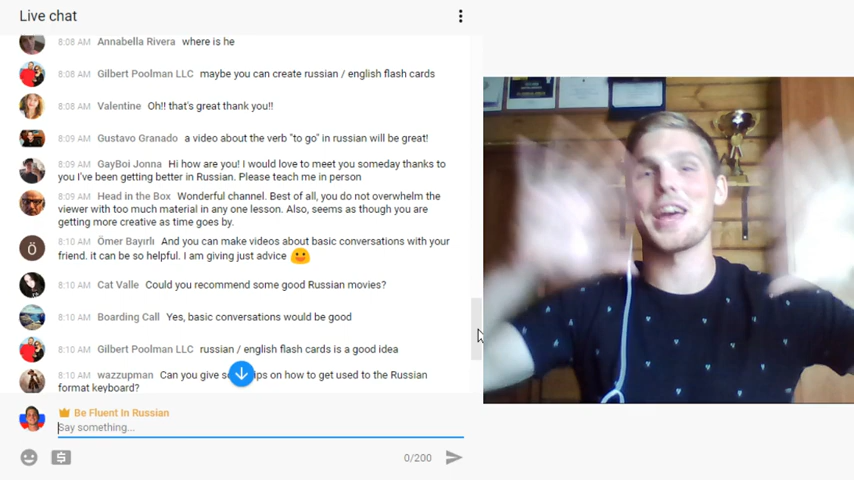 Live chat
8:08 AM Annabella Rivera where is he
8:08 AM Gilbert Poolman LLC maybe you can create russian / english flash cards
8:08 AM Valentine Oh!! that's great thank you!!
8:09 AM Gustavo Granado a video about the verb "to go" in russian will be great!
8:09 AM GayBoi Jonna Hi how are you! I would love to meet you someday thanks to
you I've been getting better in Russian. Please teach me in person
8:09 AM Head in the Box Wonderful channel. Best of all, you do not overwhelm the
viewer with too much material in any one lesson. Also, seems as though you are
getting more creative as time goes by.
Ö 8:10 AM Ömer Bayırlı And you can make videos about basic conversations with your
friend. it can be so helpful. I am giving just advice
8:10 AM Cat Valle Could you recommend some good Russian movies?
8:10 AM Boarding Call Yes, basic conversations would be good
8:10 AM Gilbert Poolman LLC russian / english flash cards is a good idea
8:10 AM wazzupman Can you give on how to get used to the Russian
format keyboard?
Be Fluent In Russian
Say something...
0/200